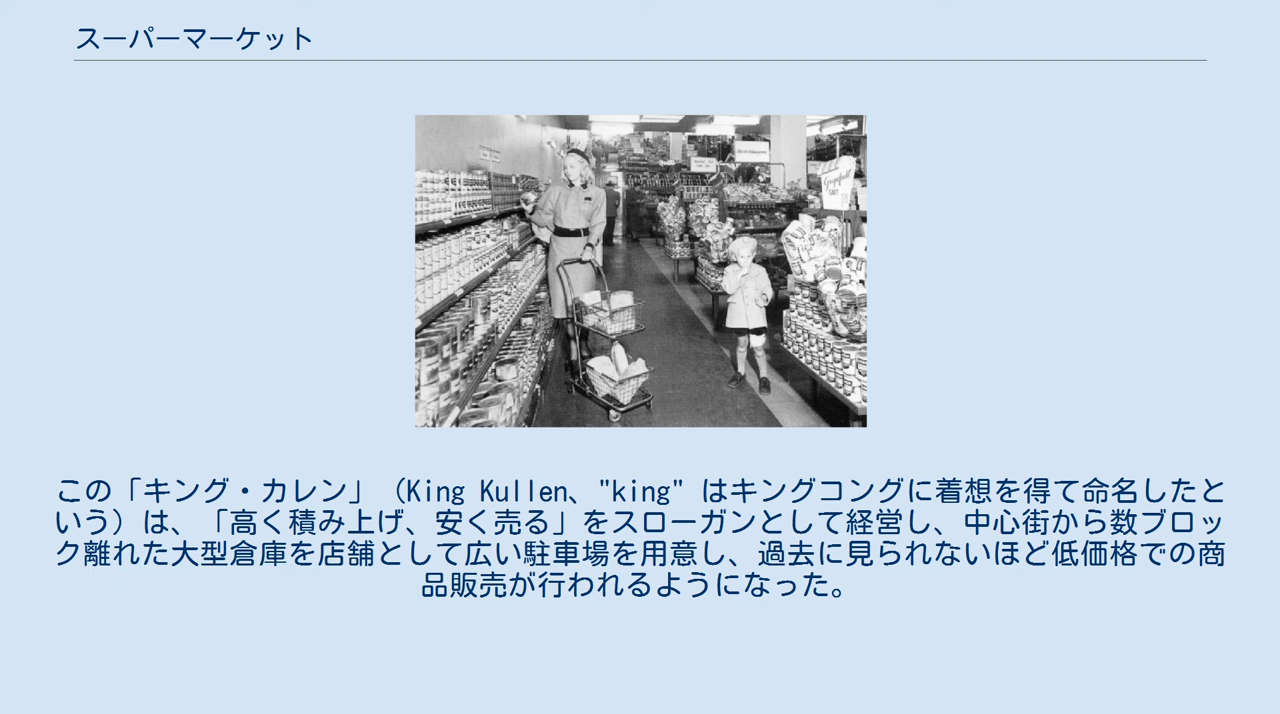 スーパーマーケット
この「キング・カレン」（King Kullen、"king" はキングコングに着想を得て命名したと
いう）は、「高く積み上げ、安く売る」をスローガンとして経営し、中心街から数ブロッ
ク離れた大型倉庫を店舗として広い駐車場を用意し、過去に見られないほど低価格での商
品販売が行われるようになった。